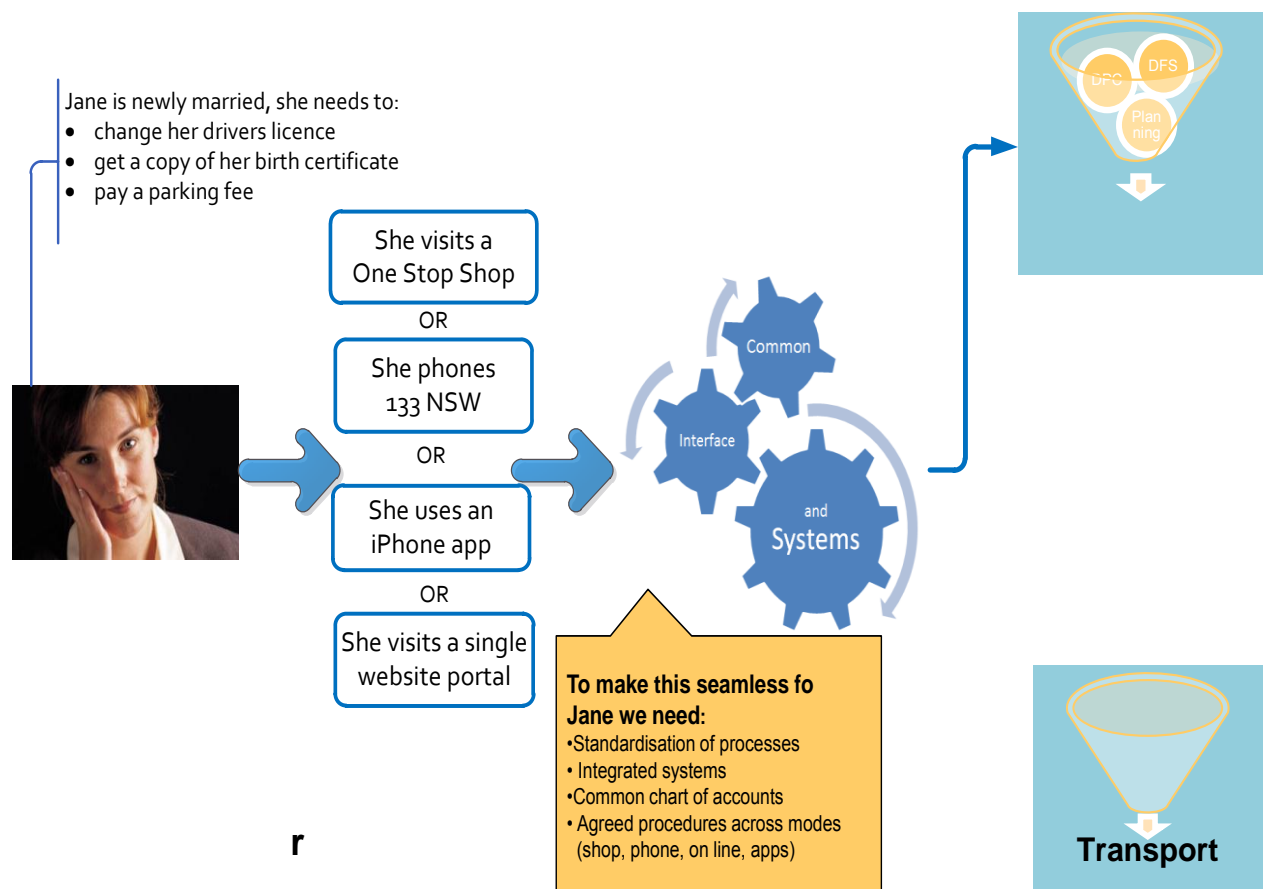 Jane is newly married, she needs to:
• change her drivers licence
• get a copy of her birth certificate
• pay a parking fee
She visits a
One Stop Shop
OR
She phones
133 NSW
OR
She uses an
iPhone app
OR
She visits a single
website portal
Common
Interface
and
Systems
To make this seamless fo
Jane we need:
•Standardisation of processes
• Integrated systems
•Common chart of accounts
• Agreed procedures across modes
(shop, phone, on line, apps)
r
DPC
DFS
Plan
ning
Transport